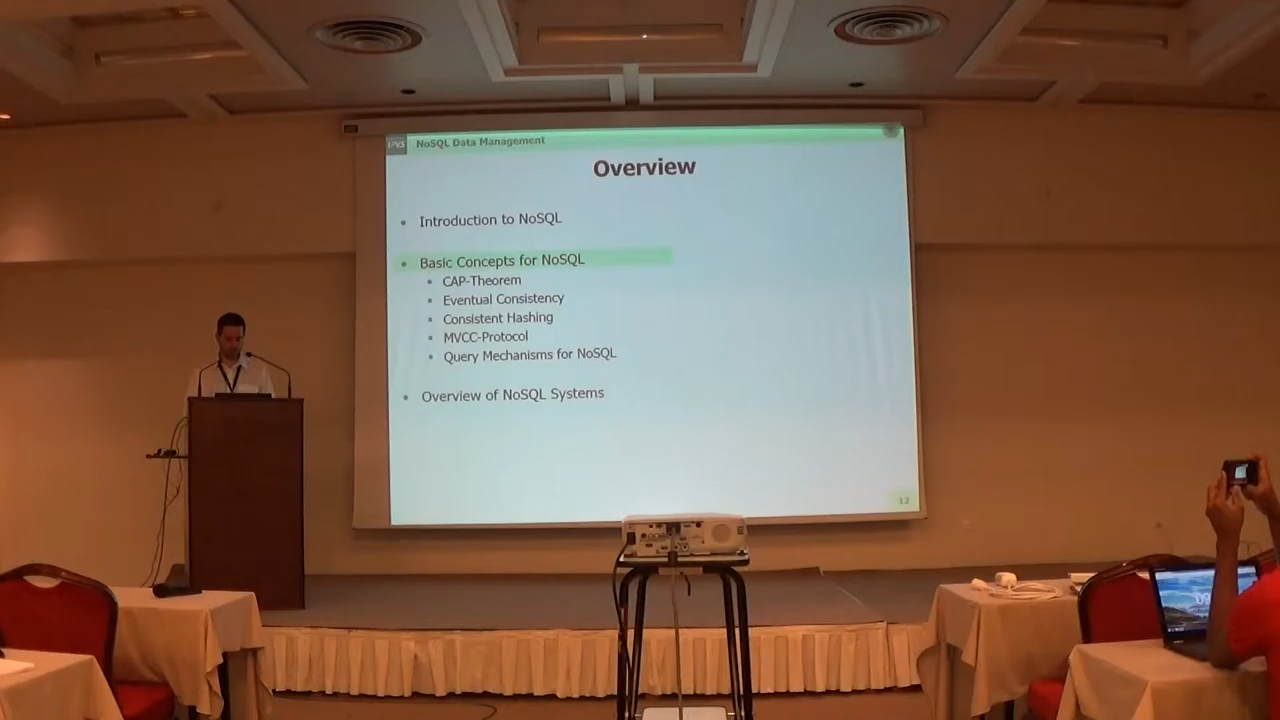 IPVS NoSQL Data Management
Overview
• Introduction to NoSQL
• Basic Concepts for NoSQL
▪ CAP-Theorem
▪ Eventual Consistency
▪ Consistent Hashing
▪ MVCC-Protocol
▪ Query Mechanisms for NoSQL
• Overview of NoSQL Systems
12